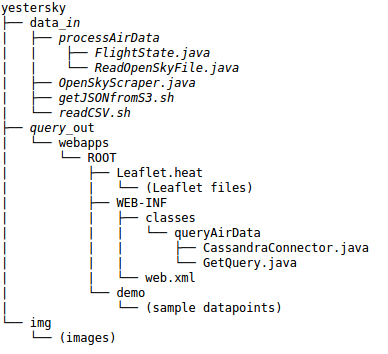 yestersky
├── data_in
│   ├── processAirData
│   │   ├── FlightState.java
│   │   └── ReadOpenSkyFile.java
│   ├── OpenSkyScraper.java
│   ├── getJSONfromS3.sh
│   └── readCSV.sh
├── query_out
│   └── webapps
│       └── ROOT
│           ├── Leaflet.heat
│           │   └── (Leaflet files)
│           ├── WEB-INF
│           │   ├── classes
│           │   │   └── queryAirData
│           │   │       ├── CassandraConnector.java
│           │   │       └── GetQuery.java
│           │   └── web.xml
│           └── demo
│               └── (sample datapoints)
└── img
    └── (images)